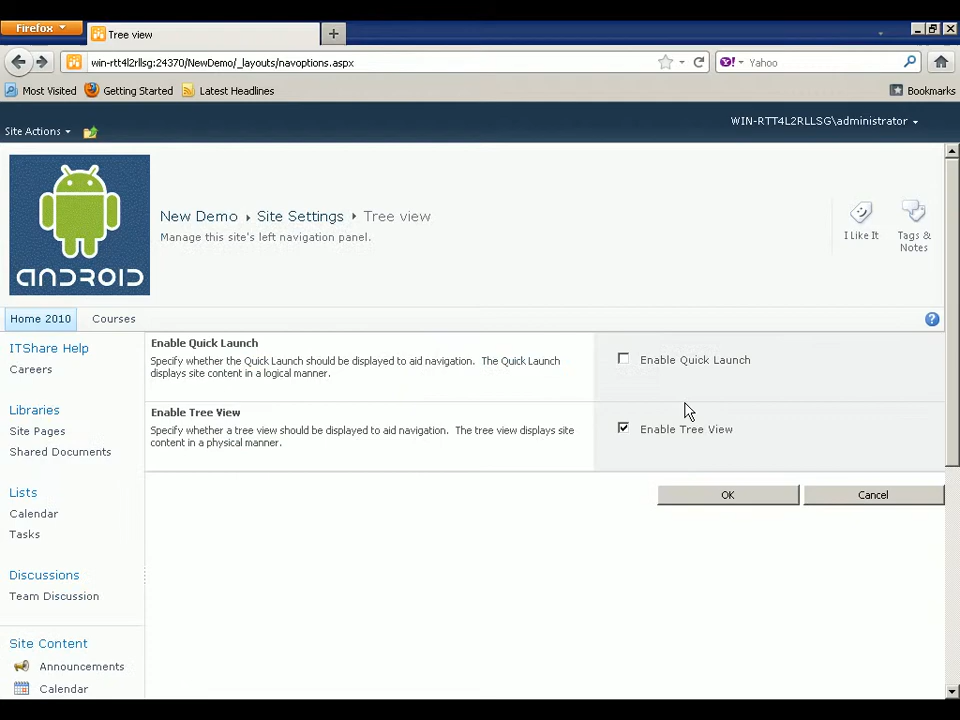 Firefox
Tree view
win-rtt4l2rllsg:24370/NewDemo/_layouts/navoptions.aspx
Yahoo
Most Visited
Getting Started
Latest Headlines
Bookmarks
Site Actions
WIN-RTT4L2RLLSG\administrator
ANDROID
New Demo
Site Settings
Tree view
Manage this site's left navigation panel.
I Like It
Tags &
Notes
Home 2010
Courses
ITShare Help
Careers
Libraries
Site Pages
Shared Documents
Lists
Calendar
Tasks
Discussions
Team Discussion
Site Content
Announcements
Calendar
Enable Quick Launch
Specify whether the Quick Launch should be displayed to aid navigation. The Quick Launch
displays site content in a logical manner.
Enable Quick Launch
Enable Tree View
Specify whether a tree view should be displayed to aid navigation. The tree view displays site
content in a physical manner.
Enable Tree View
OK
Cancel